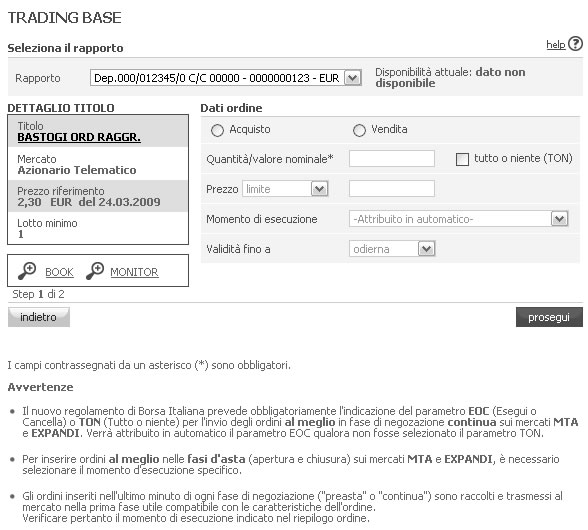 TRADING BASE
Seleziona il rapporto
help ?
Rapporto
Dep.000/012345/0 C/C 00000 - 0000000123 - EUR
Disponibilità attuale: dato non
disponibile
DETTAGLIO TITOLO
Titolo
BASTOGI ORD RAGGR.
Mercato
Azionario Telematico
Prezzo riferimento
2,30 EUR del 24.03.2009
Lotto minimo
1
BOOK MONITOR
Step 1 di 2
Dati ordine
Acquisto Vendita
Quantità/valore nominale* tutto o niente (TON)
Prezzo limite
Momento di esecuzione -Attribuito in automatico-
Validità fino a odierna
indietro prosegui
I campi contrassegnati da un asterisco (*) sono obbligatori.
Avvertenze
• Il nuovo regolamento di Borsa Italiana prevede obbligatoriamente l'indicazione del parametro EOC (Esegui o
Cancella) o TON (Tutto o niente) per l'invio degli ordini al meglio in fase di negozazione continua sui mercati MTA
e EXPANDI. Verrà attribuito in automatico il parametro EOC qualora non fosse selezionato il parametro TON.
• Per inserire ordini al meglio nelle fasi d'asta (apertura e chiusura) sui mercati MTA e EXPANDI, è necessario
selezionare il momento d'esecuzione specifico.
• Gli ordini inseriti nell'ultimo minuto di ogni fase di negoziazione ("preasta" o "continua") sono raccolti e trasmessi al
mercato nella prima fase utile compatibile con le caratteristiche dell'ordine.
Verificare pertanto il momento di esecuzione indicato nel riepilogo ordine.